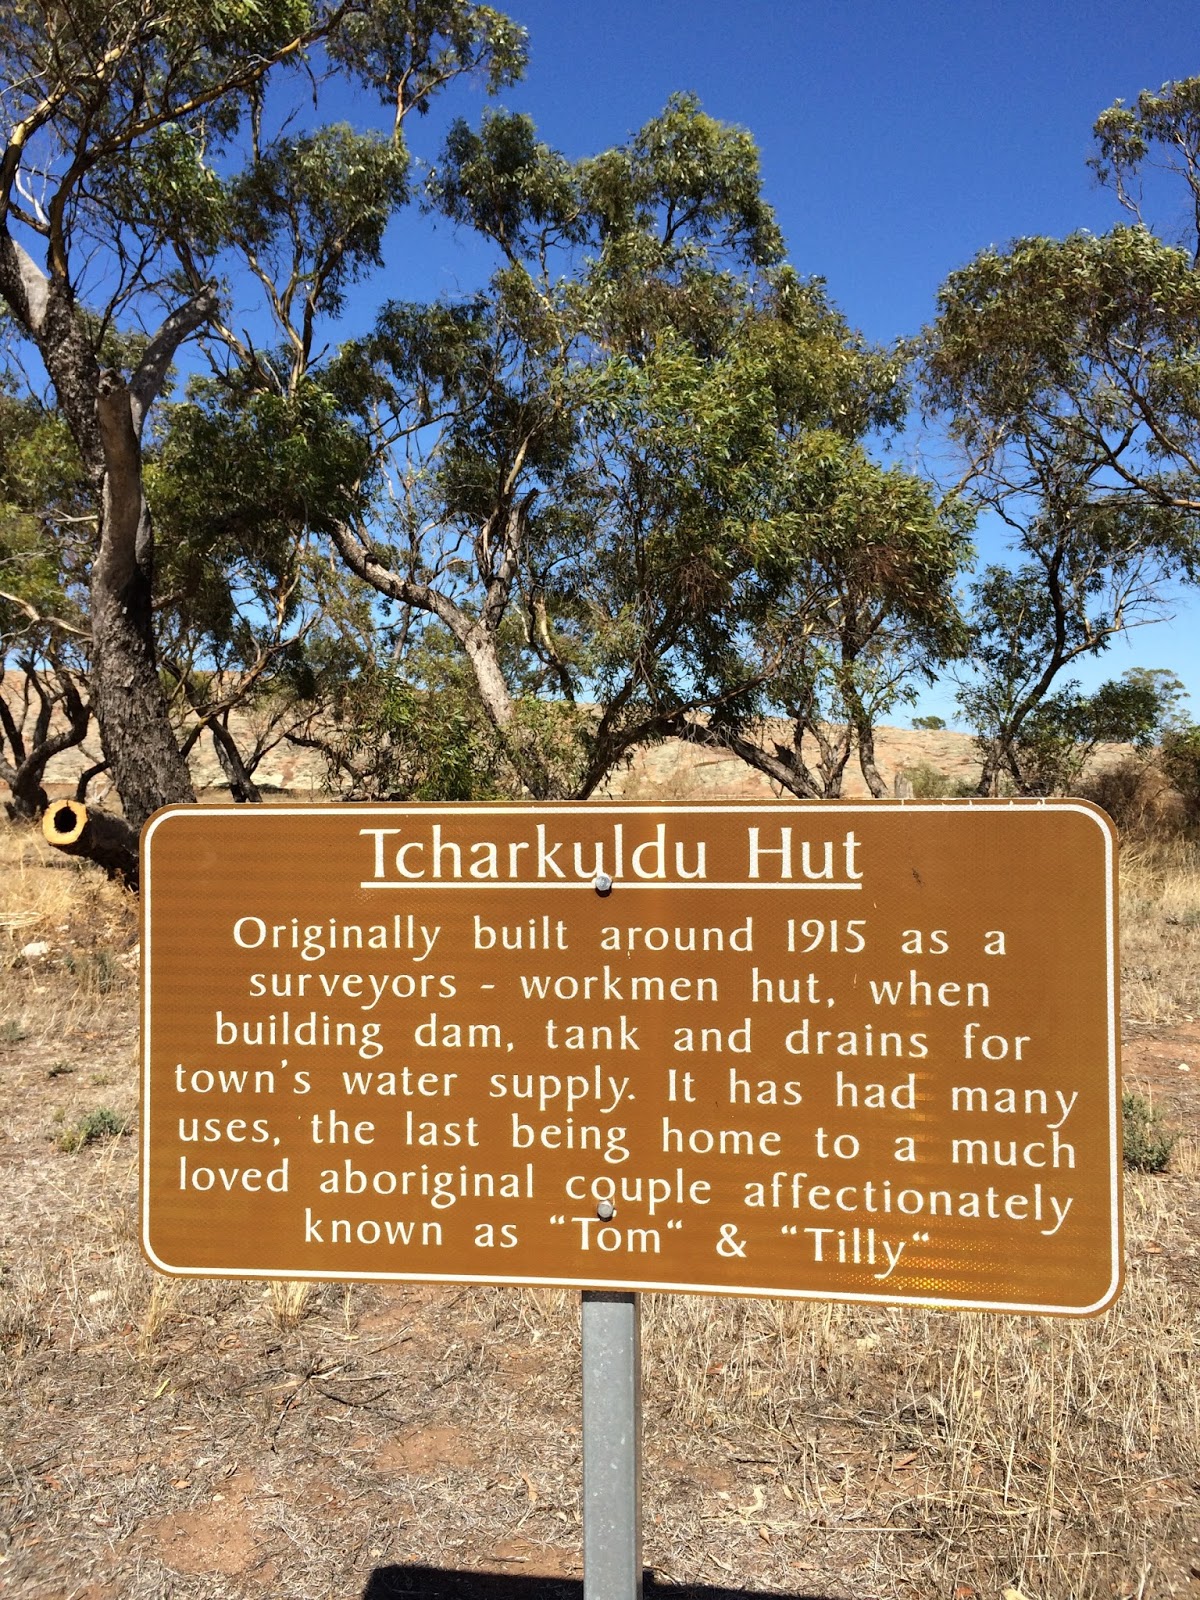 Tcharkuldu Hut
Originally built around 1915 as a
surveyors - workmen hut, when
building dam, tank and drains for
town's water supply. It has had many
uses, the last being home to a much
loved aboriginal couple affectionately
known as “Tom“ & “Tilly“